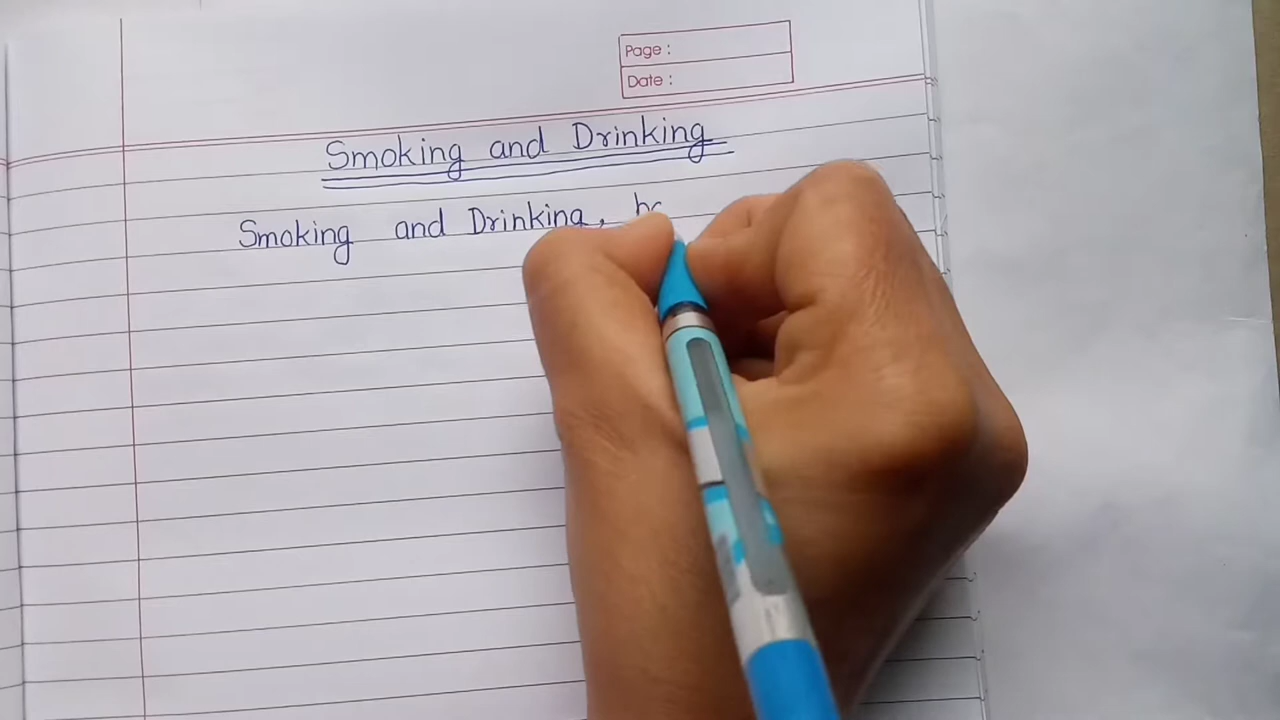 Page :
Date :
Smoking and Drinking
Smoking and Drinking,